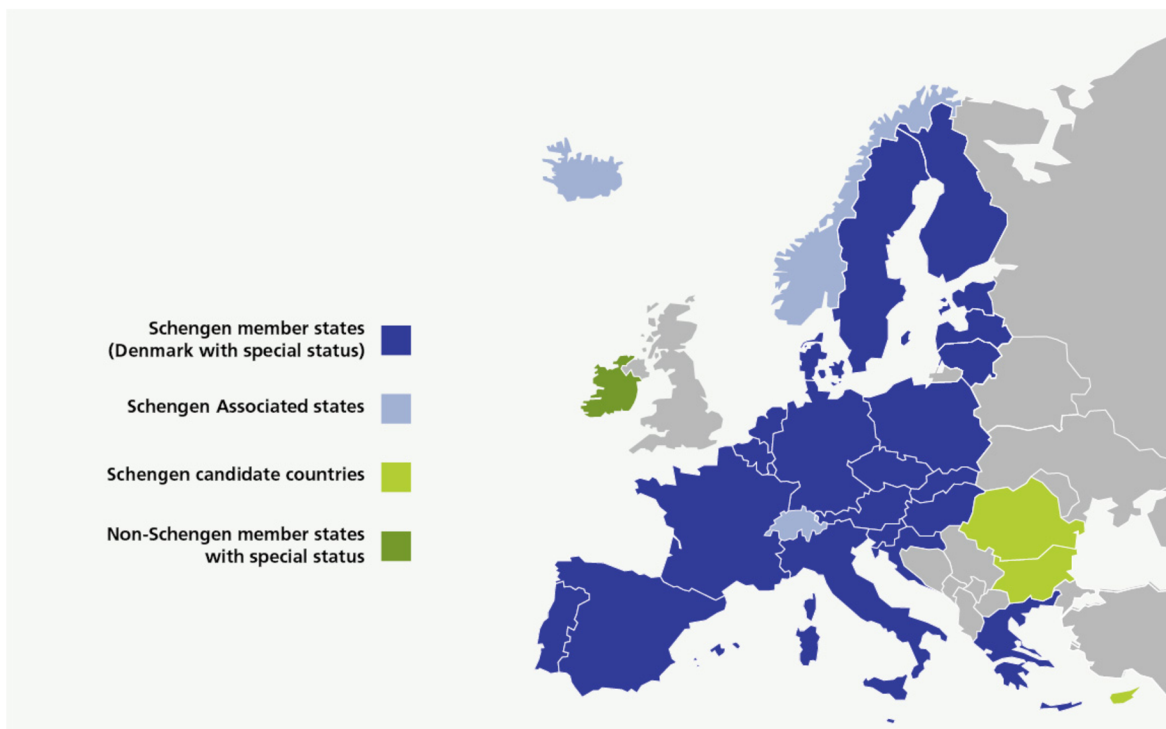 Schengen member states
(Denmark with special status)
Schengen Associated states
Schengen candidate countries
Non-Schengen member states
with special status